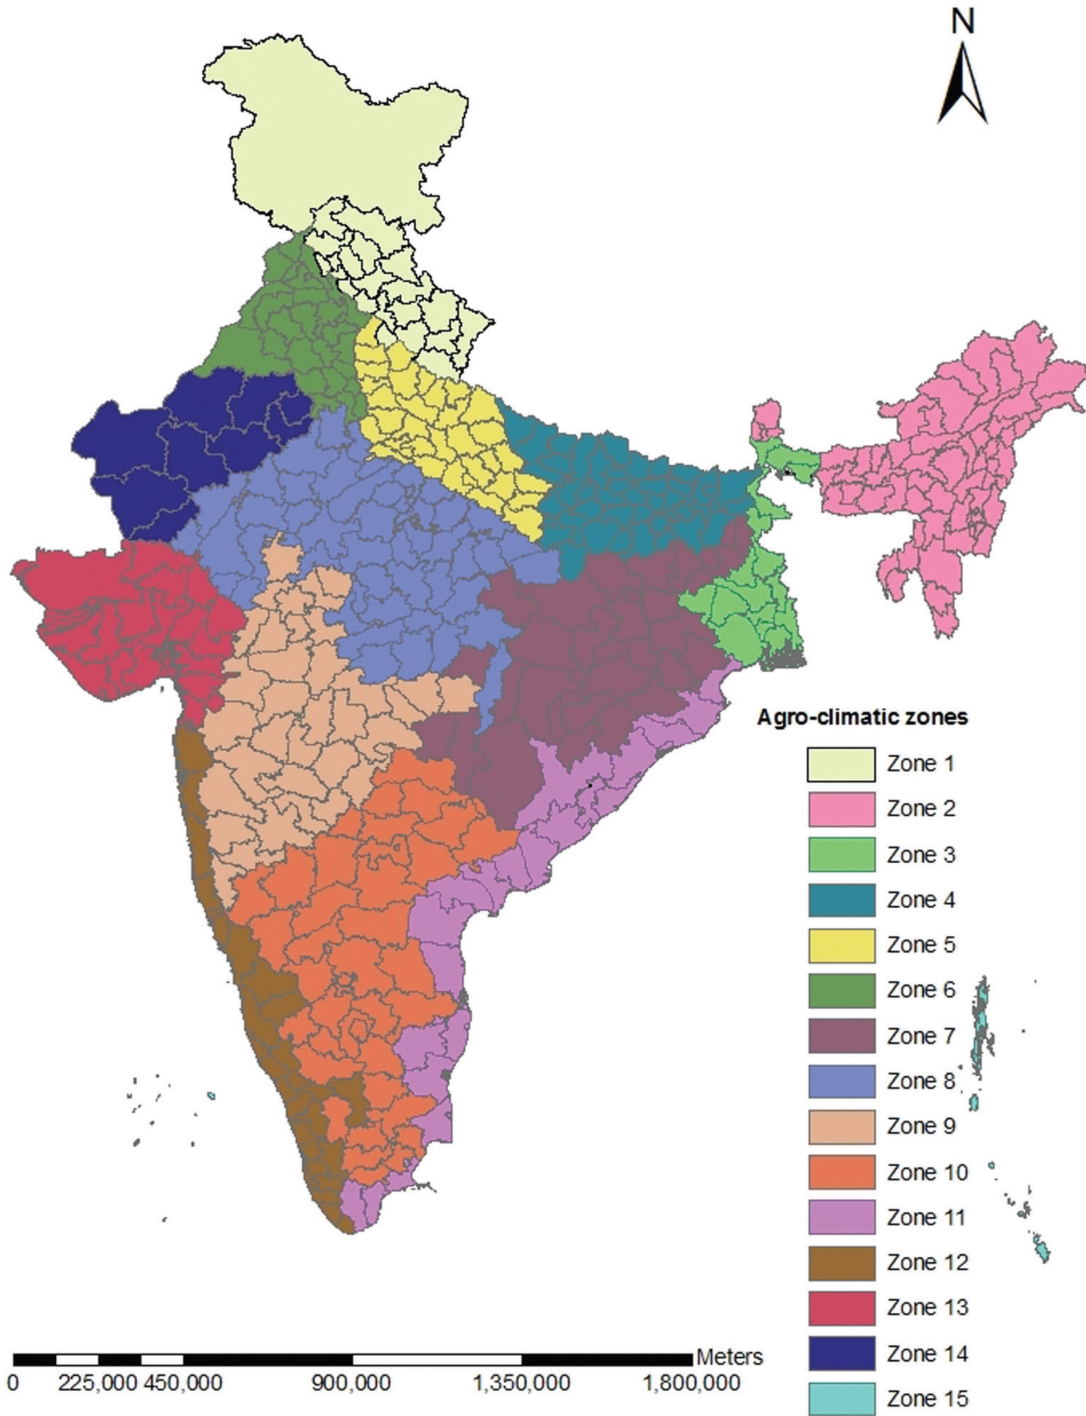 N
Agro-climatic zones
Zone 1
Zone 2
Zone 3
Zone 4
Zone 5
Zone 6
Zone 7
Zone 8
Zone 9
Zone 10
Zone 11
Zone 12
Zone 13
Zone 14
Zone 15
Meters
0 225,000 450,000 900,000 1,350,000 1,800,000